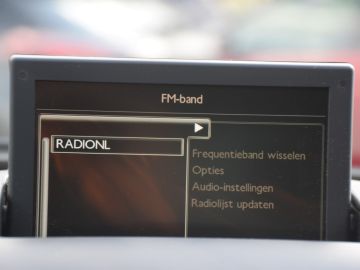 FM-band
RADIONL
Frequentieband wisselen
Opties
Audio-instellingen
Radiolijst updaten